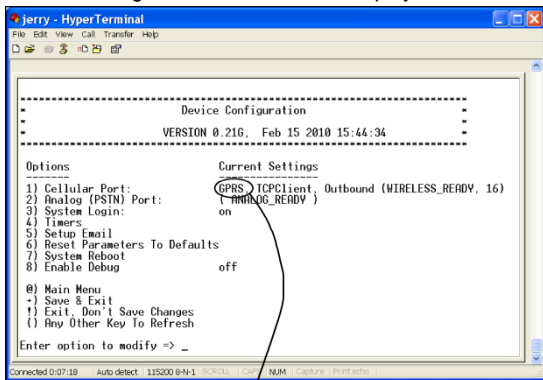 jerry - HyperTerminal
File Edit View Call Transfer Help
Device Configuration
VERSION 0.21G, Feb 15 2010 15:44:34
Options Current Settings
1) Cellular Port: GPRS, TCPClient, Outbound (WIRELESS_READY, 16)
2) Analog (PSTN) Port: ( ANALOG_READY )
3) System Login: on
4) Timers
5) Setup Email
6) Reset Parameters To Defaults
7) System Reboot
8) Enable Debug off
@) Main Menu
+) Save & Exit
!) Exit, Don't Save Changes
() Any Other Key To Refresh
Enter option to modify => _
Connected 0:07:18 Auto detect 115200 8-N-1 SCROLL CAPS NUM Capture Print echo